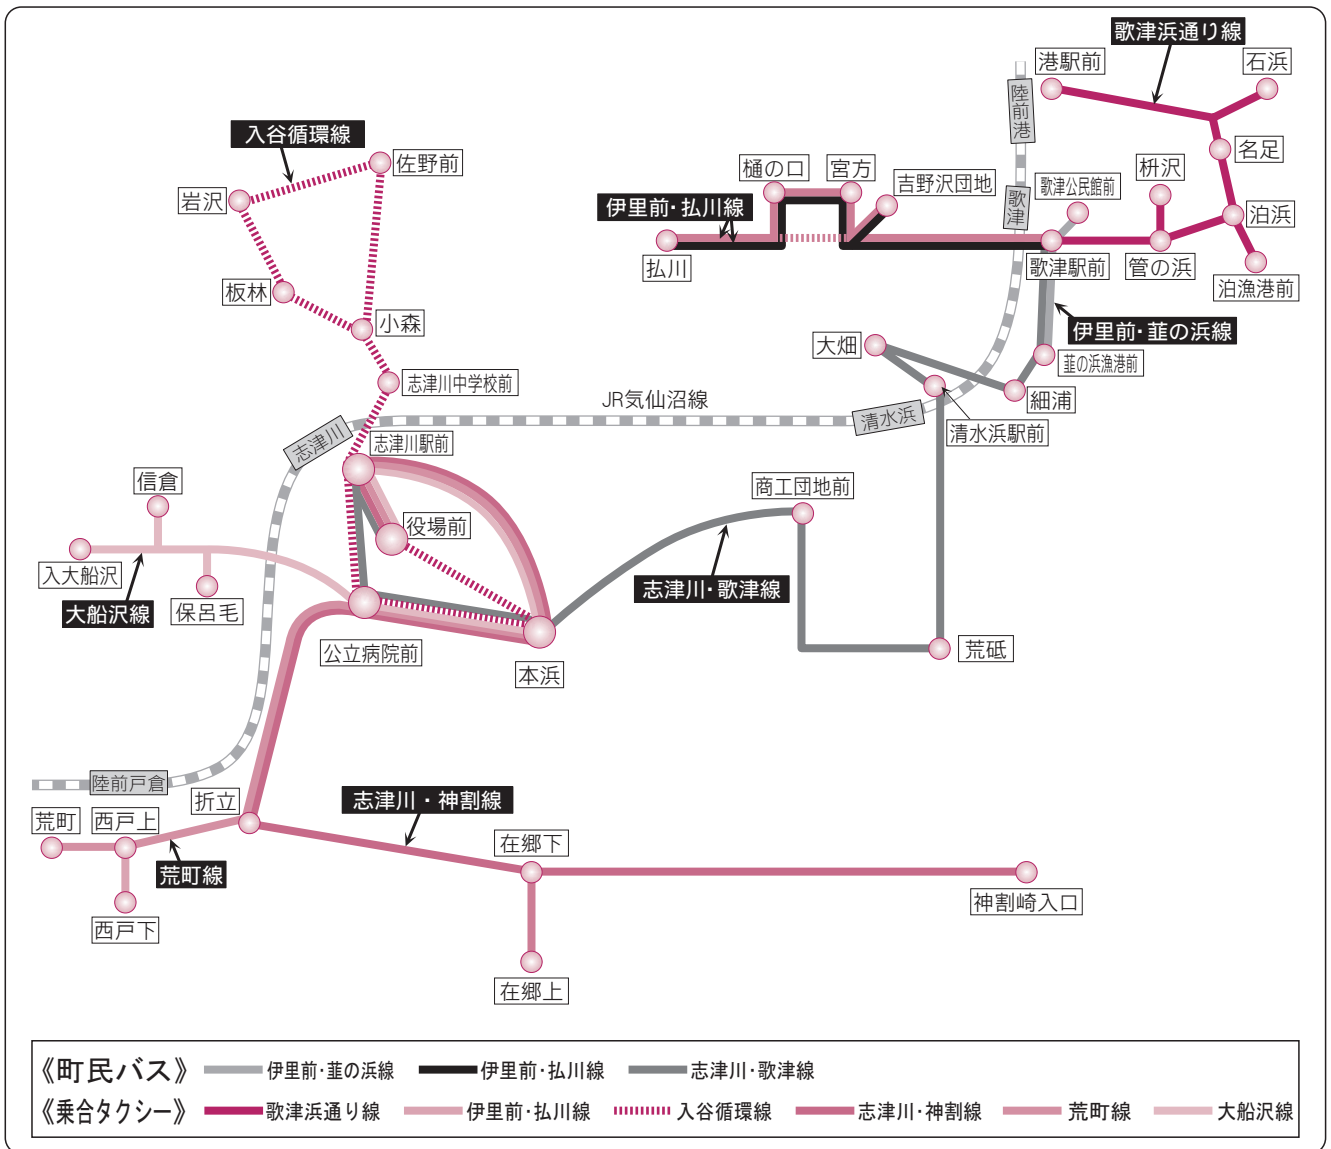 歌津浜通り線
港駅前
石浜
陸前港
入谷循環線
佐野前
樋の口
宮方
名足
枡沢
吉野沢団地
歌津公民館前
岩沢
歌津
伊里前・払川線
泊浜
払川
歌津駅前
管の浜
泊漁港前
板林
小森
伊里前・韮の浜線
大畑
韮の浜漁港前
志津川中学校前
JR気仙沼線
細浦
清水浜
志津川
志津川駅前
清水浜駅前
信倉
商工団地前
役場前
入大船沢
志津川・歌津線
大船沢線
保呂毛
公立病院前
荒砥
本浜
陸前戸倉
折立
志津川・神割線
荒町
西戸上
在郷下
荒町線
神割崎入口
西戸下
在郷上
《町民バス》 伊里前・韮の浜線 伊里前・払川線 志津川・歌津線
《乗合タクシー》 歌津浜通り線 伊里前・払川線 入谷循環線 志津川・神割線 荒町線 大船沢線